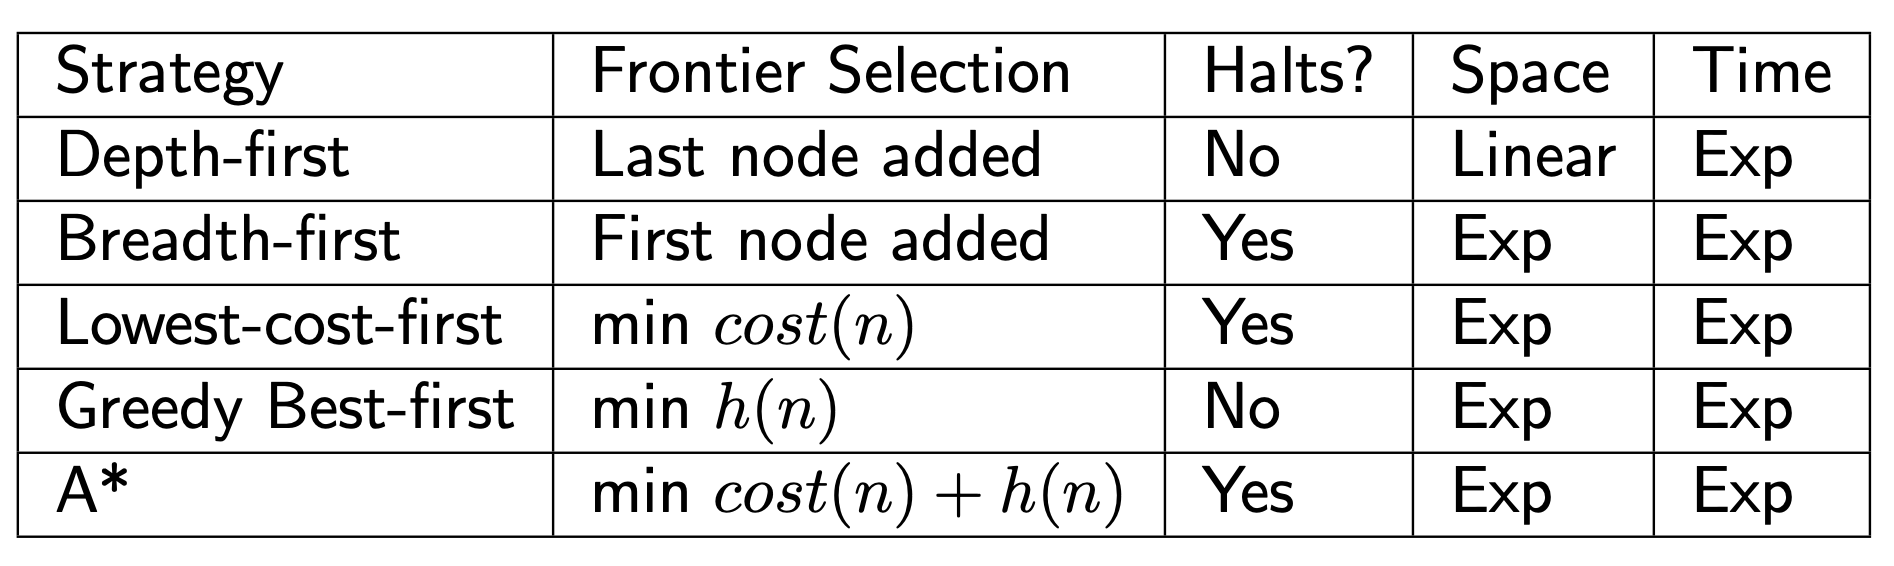 Strategy Frontier Selection Halts? Space Time
Depth-first Last node added No Linear Exp
Breadth-first First node added Yes Exp Exp
Lowest-cost-first min cost(n) Yes Exp Exp
Greedy Best-first min h(n) No Exp Exp
A* min cost(n) + h(n) Yes Exp Exp